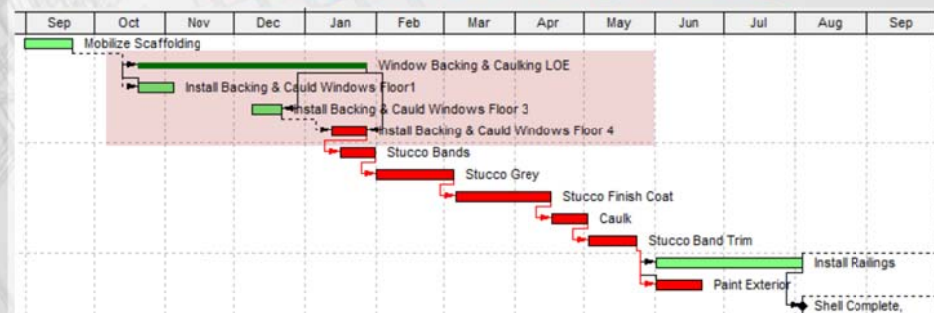 Sep Oct Nov Dec Jan Feb Mar Apr May Jun Jul Aug Sep
Mobilize Scaffolding
Window Backing & Caulking LOE
Install Backing & Cauld Windows Floor1
Install Backing & Cauld Windows Floor 3
Install Backing & Cauld Windows Floor 4
Stucco Bands
Stucco Grey
Stucco Finish Coat
Caulk
Stucco Band Trim
Install Railings
Paint Exterior
Shell Complete,